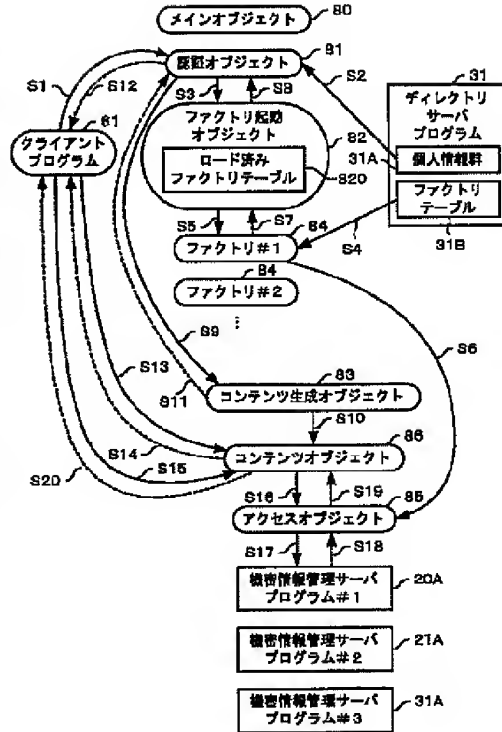 メインオブジェクト
80
認証オブジェクト
81
S1
S12
S3
S8
S2
31
ディレクトリ
サーバ
プログラム
31A
個人情報群
ファクトリ
テーブル
31B
クライアント
プログラム
61
ファクトリ起動
オブジェクト
82
ロード済み
ファクトリテーブル
820
S5
S7
84
ファクトリ#1
S4
84
ファクトリ#2
⋮
S6
S9
S11
83
コンテンツ生成オブジェクト
S13
S10
86
コンテンツオブジェクト
S14
S15
S20
S16
S19
85
アクセスオブジェクト
S17
S18
機密情報管理サーバ
プログラム#1
20A
機密情報管理サーバ
プログラム#2
21A
機密情報管理サーバ
プログラム#3
31A